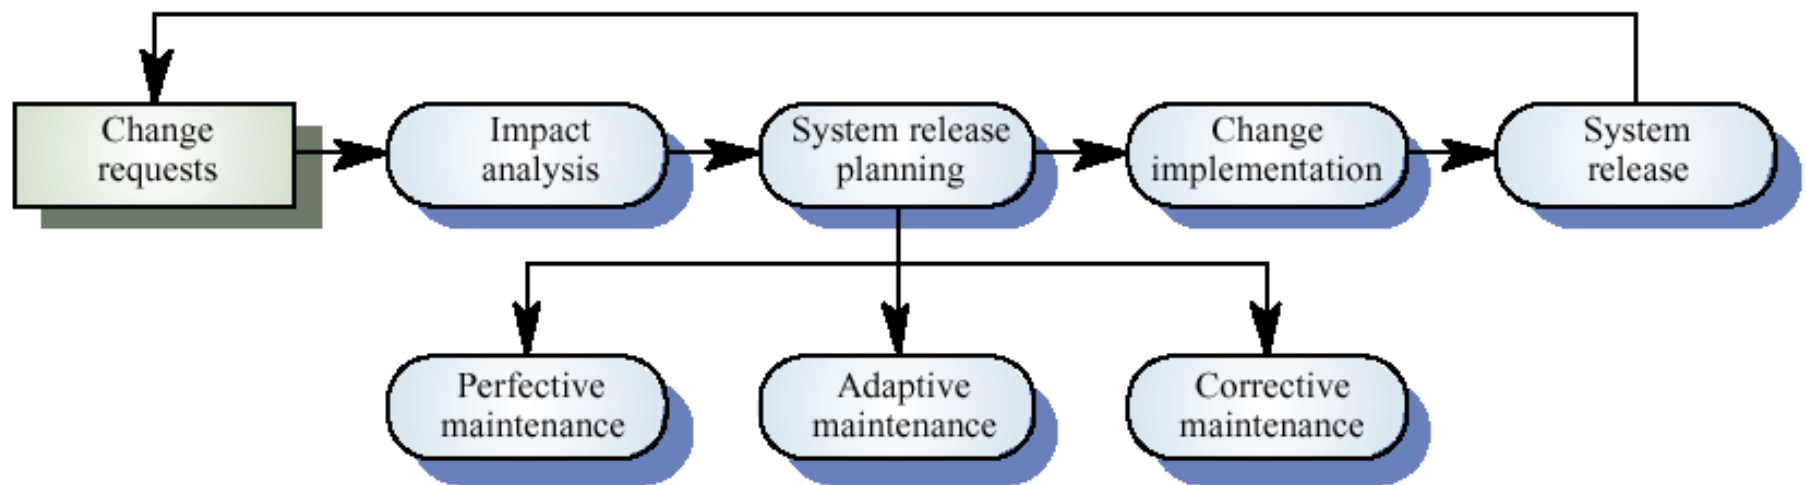 Change
requests
Impact
analysis
System release
planning
Change
implementation
System
release
Perfective
maintenance
Adaptive
maintenance
Corrective
maintenance